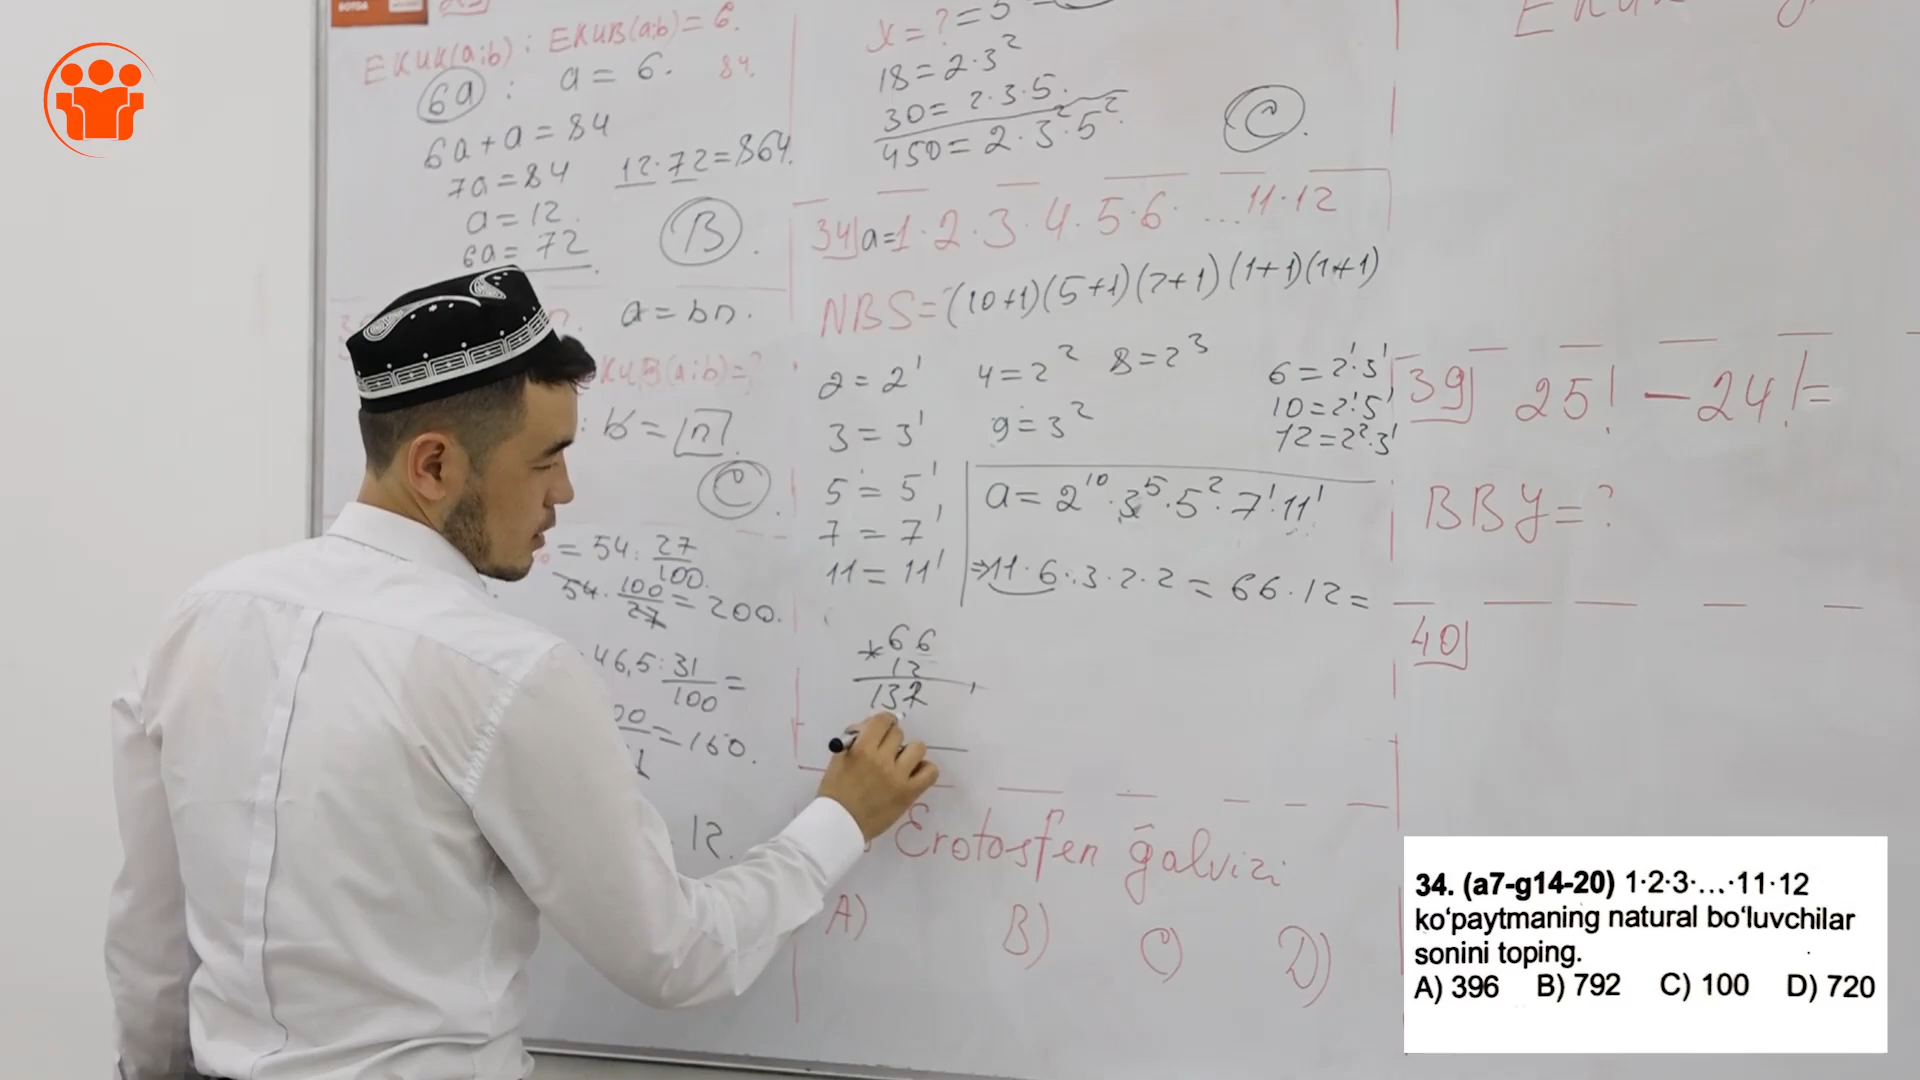 EKUK(a;b) : EKUB(a;b) = 6.
6a : a = 6. 84.
6a + a = 84
7a = 84
12·72=864.
a = 12.
6a = 72
B.
a = bn.
EKUB(a;b)=?
: b = n.
C.
= 54: 27/100
54· 100/27 = 200.
46,5: 31/100 =
=150.
12.
x = ? = 5
18 = 2·3²
30 = 2·3·5.
450 = 2·3²·5².
C.
34] a=1·2·3·4·5·6·...11·12
NBS=(10+1)(5+1)(2+1)(1+1)(1+1)
2 = 2¹ 4 = 2² 8 = 2³ 6 = 2¹·3¹
3 = 3¹ 9 = 3² 10 = 2¹·5¹
12 = 2²·3¹
5 = 5¹
7 = 7¹
11 = 11¹
a = 2¹⁰·3⁵·5²·7¹·11¹
⇒11·6·3·2·2 = 66·12 =
*66
12
132
Erotosfen ğalviri
A) B) C) D)
39] 25! – 24! =
BBY = ?
40]
34. (a7-g14-20) 1·2·3·…·11·12
ko‘paytmaning natural bo‘luvchilar
sonini toping.
A) 396 B) 792 C) 100 D) 720